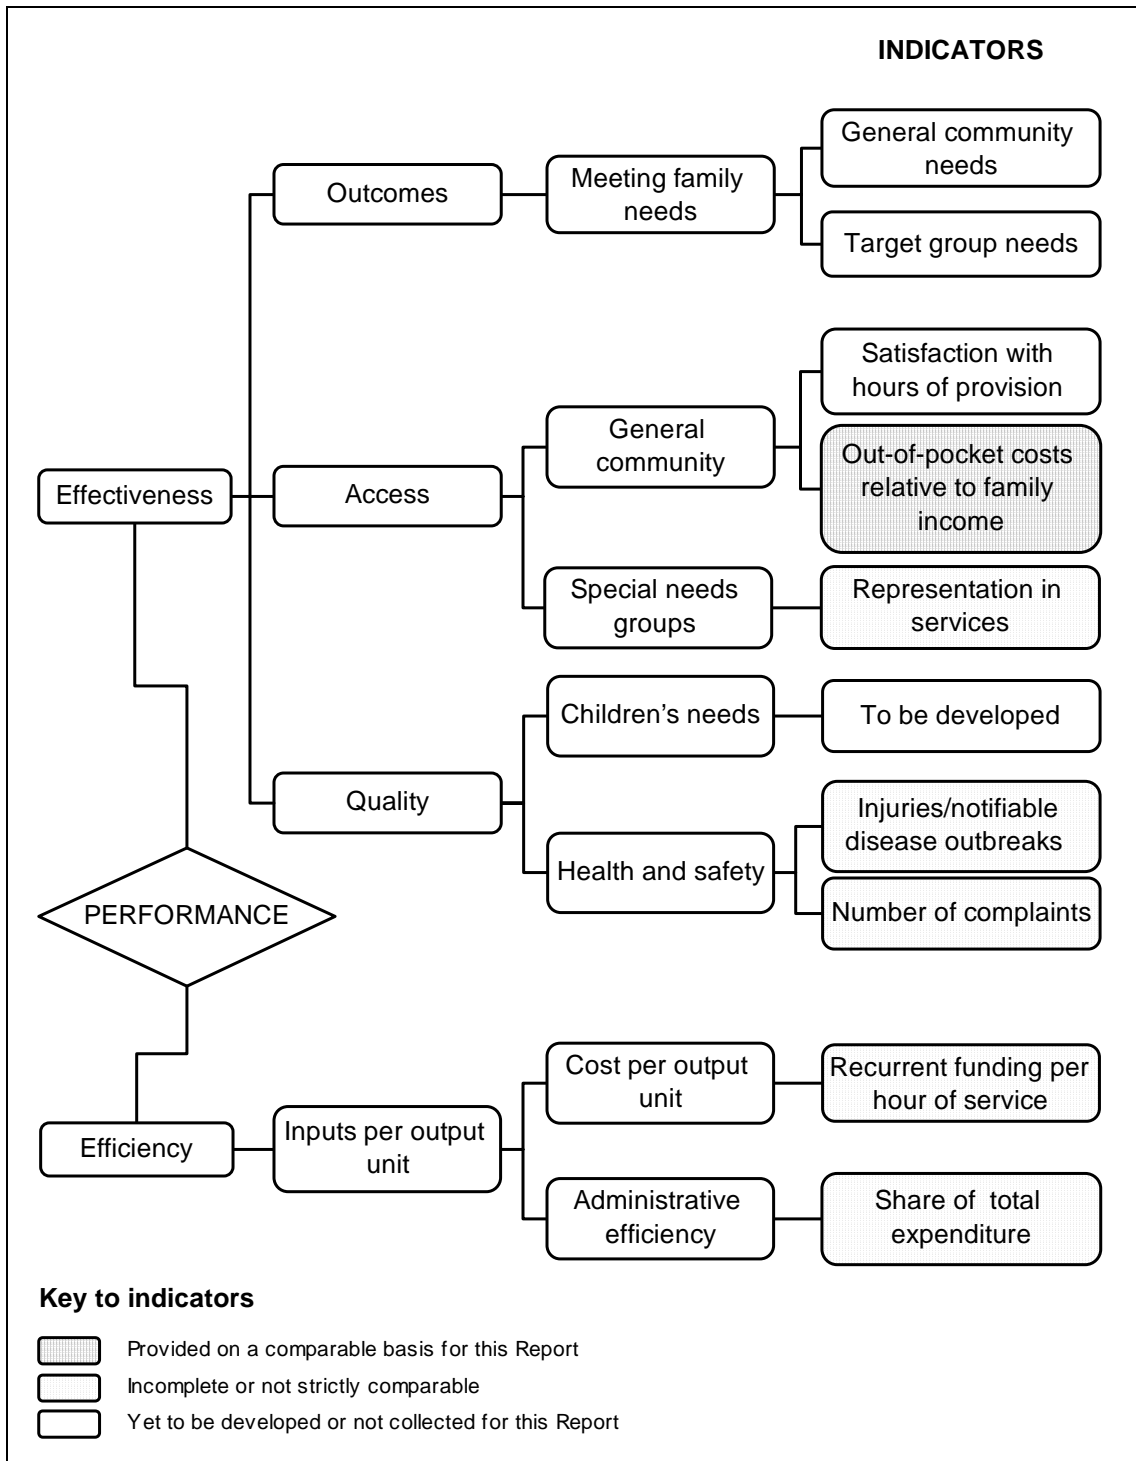 INDICATORS
General community
needs
Outcomes
Meeting family
needs
Target group needs
Satisfaction with
hours of provision
General
community
Out-of-pocket costs
relative to family
income
Effectiveness
Access
Special needs
groups
Representation in
services
Children's needs
To be developed
Quality
Injuries/notifiable
disease outbreaks
Health and safety
Number of complaints
PERFORMANCE
Cost per output
unit
Recurrent funding per
hour of service
Efficiency
Inputs per output
unit
Administrative
efficiency
Share of total
expenditure
Key to indicators
Provided on a comparable basis for this Report
Incomplete or not strictly comparable
Yet to be developed or not collected for this Report